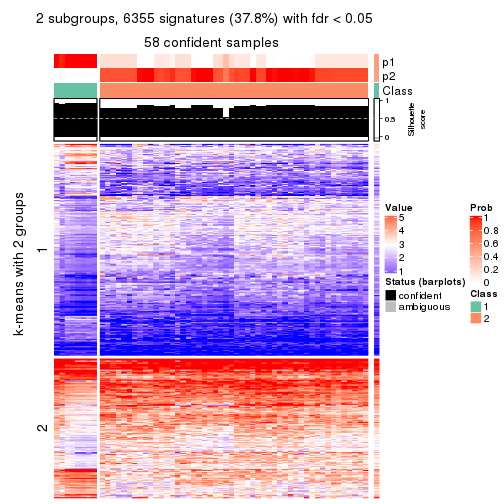 2 subgroups, 6355 signatures (37.8%) with fdr < 0.05
58 confident samples
p1
p2
Class
1
0.5
0
Silhouette
score
k-means with 2 groups
1
2
Value
5
4
3
2
1
Status (barplots)
confident
ambiguous
Prob
1
0.8
0.6
0.4
0.2
0
Class
1
2